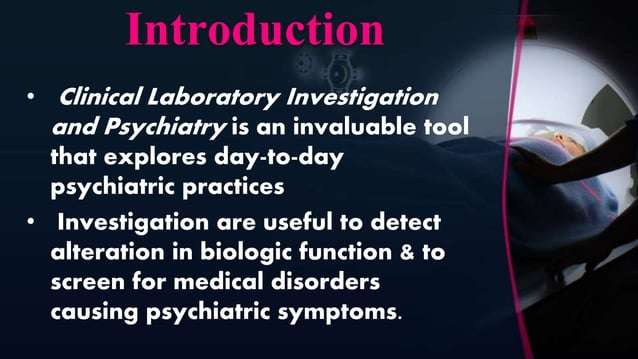 Introduction
• Clinical Laboratory Investigation
and Psychiatry is an invaluable tool
that explores day-to-day
psychiatric practices
• Investigation are useful to detect
alteration in biologic function & to
screen for medical disorders
causing psychiatric symptoms.